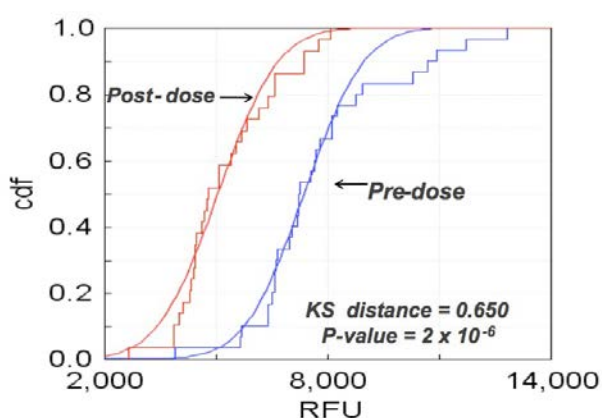 1.0
0.8
0.6
0.4
0.2
0.0
cdf
Post-dose
Pre-dose
KS distance = 0.650
P-value = 2 x 10⁻⁶
2,000 8,000 14,000
RFU